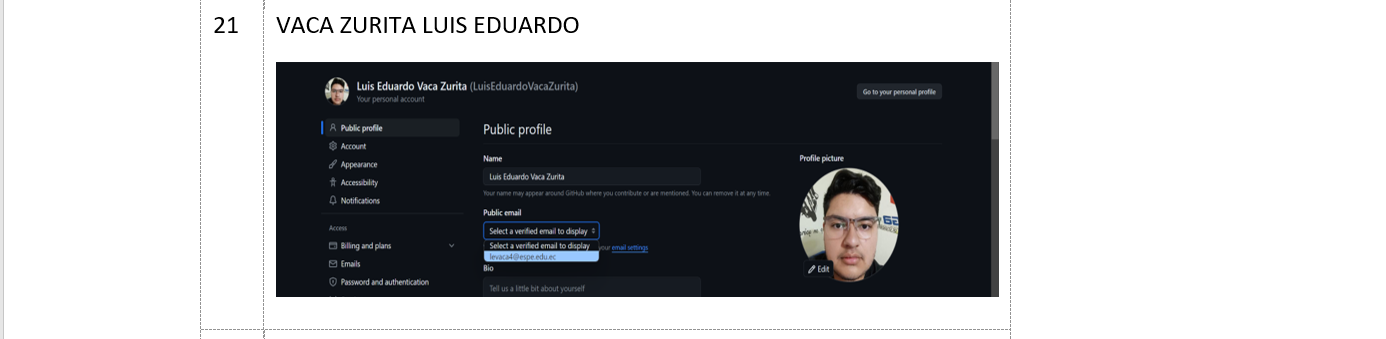 21 VACA ZURITA LUIS EDUARDO
Luis Eduardo Vaca Zurita (LuisEduardoVacaZurita)
Your personal account
Go to your personal profile
Public profile
Account
Appearance
Accessibility
Notifications
Access
Billing and plans
Emails
Password and authentication
Public profile
Name
Luis Eduardo Vaca Zurita
Your name may appear around GitHub where you contribute or are mentioned. You can remove it at any time.
Public email
Select a verified email to display
Select a verified email to display
levaca4@espe.edu.ec
your email settings
Bio
Tell us a little bit about yourself
Profile picture
Edit